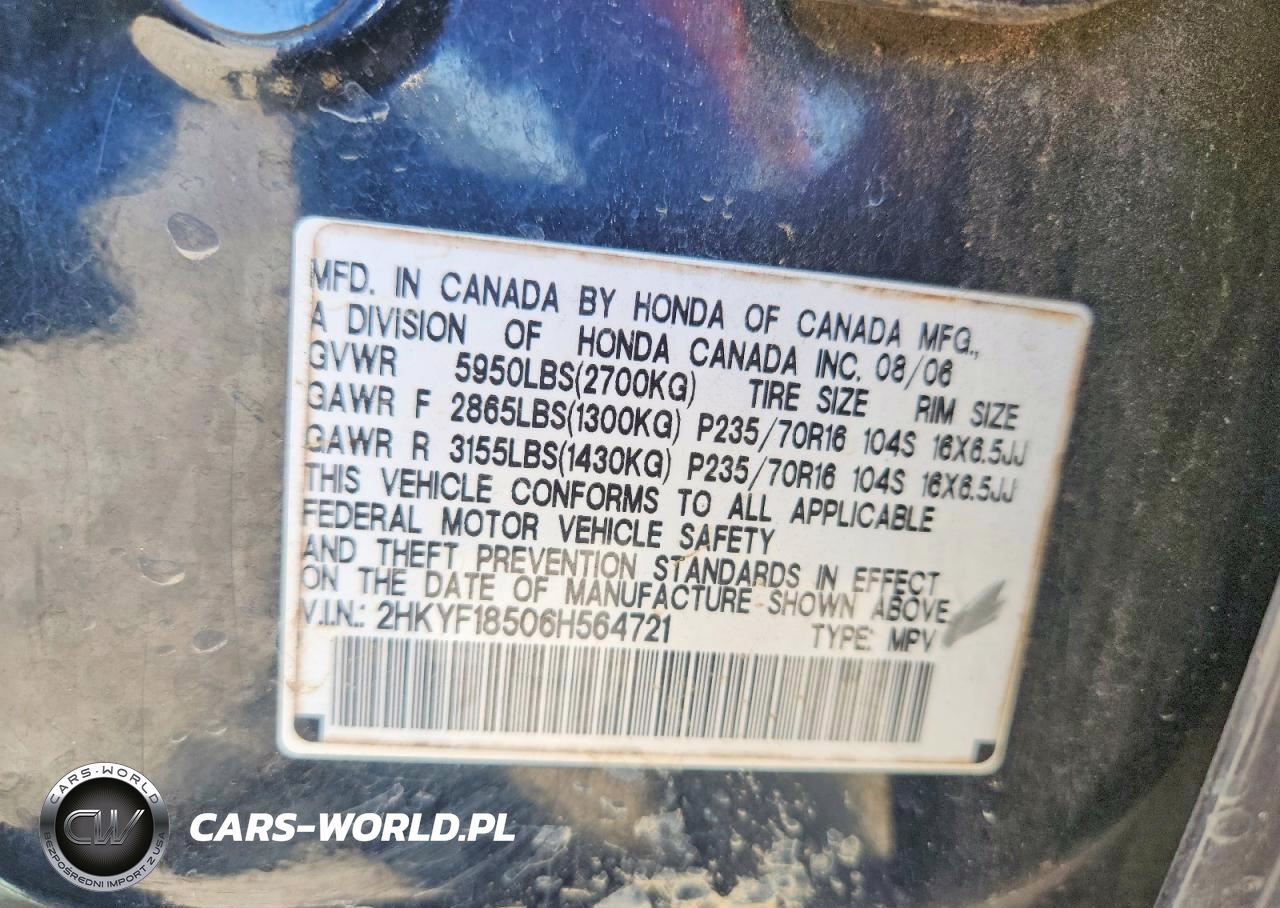 MFD. IN CANADA BY HONDA OF CANADA MFG.,
A DIVISION OF HONDA CANADA INC. 08/06
GVWR 5950LBS(2700KG) TIRE SIZE RIM SIZE
GAWR F 2865LBS(1300KG) P235/70R16 104S 16X6.5JJ
GAWR R 3155LBS(1430KG) P235/70R16 104S 16X6.5JJ
THIS VEHICLE CONFORMS TO ALL APPLICABLE
FEDERAL MOTOR VEHICLE SAFETY
AND THEFT PREVENTION STANDARDS IN EFFECT
ON THE DATE OF MANUFACTURE SHOWN ABOVE
V.I.N.: 2HKYF18506H564721 TYPE: MPV
CARS-WORLD
CW
BEZPOŚREDNI IMPORT Z USA
CARS-WORLD.PL